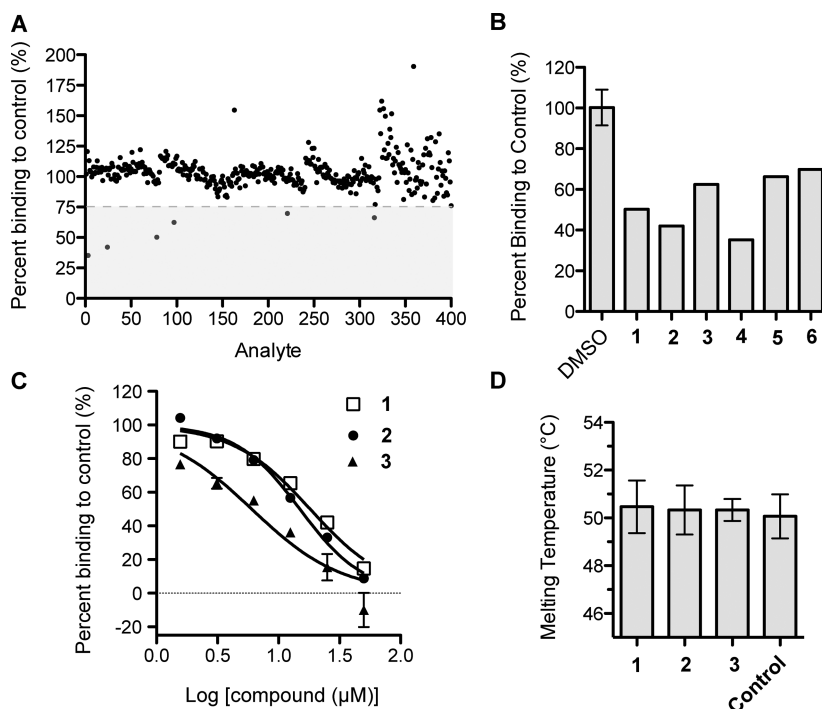 A
Percent binding to control (%)
200
175
150
125
100
75
50
25
0
0 50 100 150 200 250 300 350 400
Analyte
B
Percent Binding to Control (%)
120
100
80
60
40
20
0
DMSO 1 2 3 4 5 6
C
Percent binding to control (%)
120
100
80
60
40
20
0
-20
0.0 0.5 1.0 1.5 2.0
Log [compound (µM)]
1
2
3
D
Melting Temperature (°C)
54
52
50
48
46
1 2 3 Control